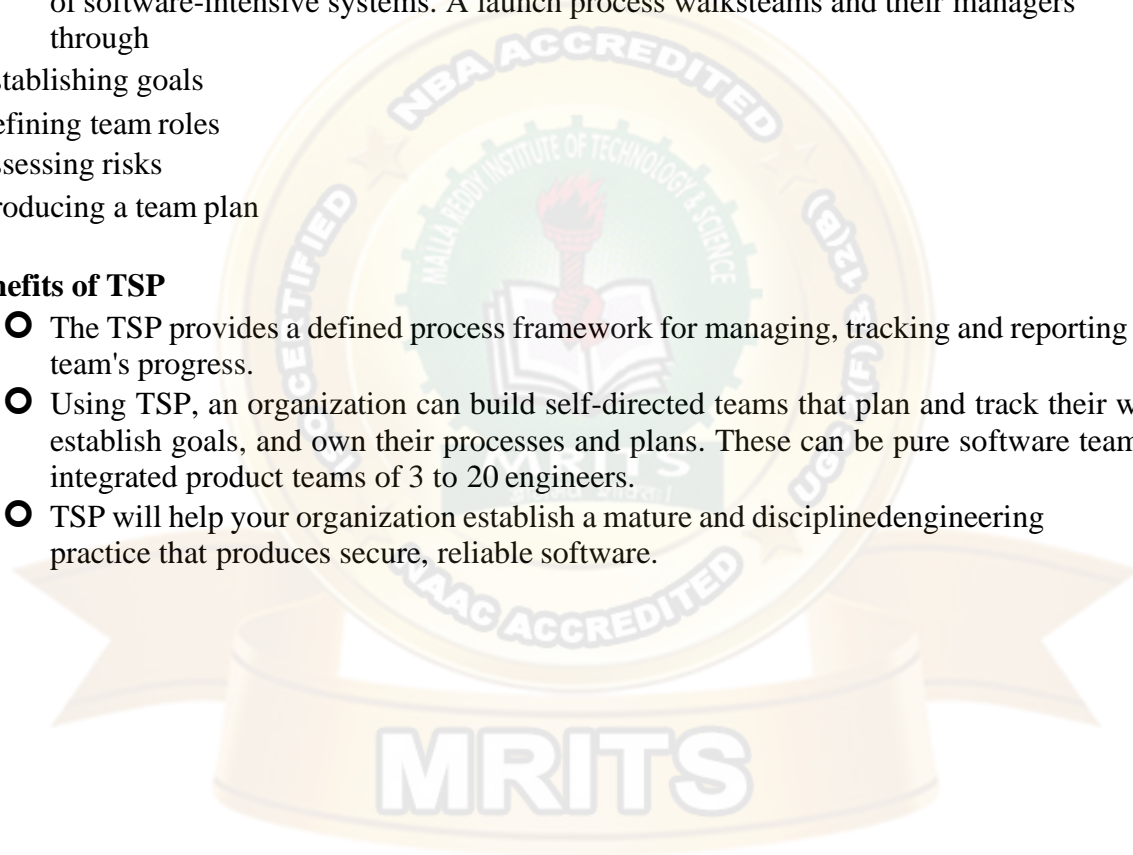 of software-intensive systems. A launch process walksteams and their managers
through
stablishing goals
efining team roles
ssessing risks
roducing a team plan
nefits of TSP
The TSP provides a defined process framework for managing, tracking and reporting
team's progress.
Using TSP, an organization can build self-directed teams that plan and track their w
establish goals, and own their processes and plans. These can be pure software team
integrated product teams of 3 to 20 engineers.
TSP will help your organization establish a mature and disciplinedengineering
practice that produces secure, reliable software.
NBA ACCREDITED
MALLA REDDY INSTITUTE OF TECHNOLOGY & SCIENCE
CERTIFIED
UGC 2(F) & 12(B)
MRITS
NAAC ACCREDITED
MRITS